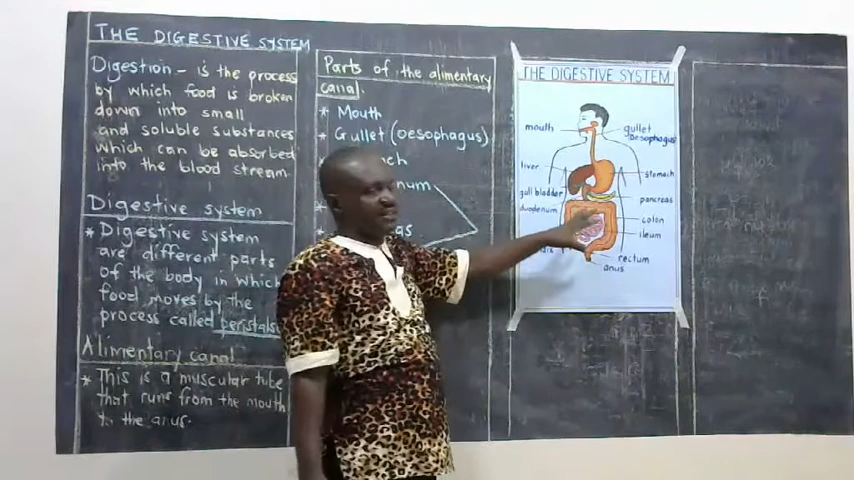 THE DIGESTIVE SYSTEM
Digestion - is the process
by which food is broken
down into small
and soluble substances
which can be absorbed
into the blood stream.
DIGESTIVE SYSTEM
* Digestive system
are the different parts
of the body in which
food moves by the
process called
Alimentary canal
* This is a muscular tube
that runs from the mouth
to the anus.
Parts of the alimentary
canal
* Mouth
* Gullet (oesophagus)
THE DIGESTIVE SYSTEM
mouth
gullet
oesophagus
liver
stomach
gull bladder
pancreas
duodenum
colon
ileum
rectum
anus